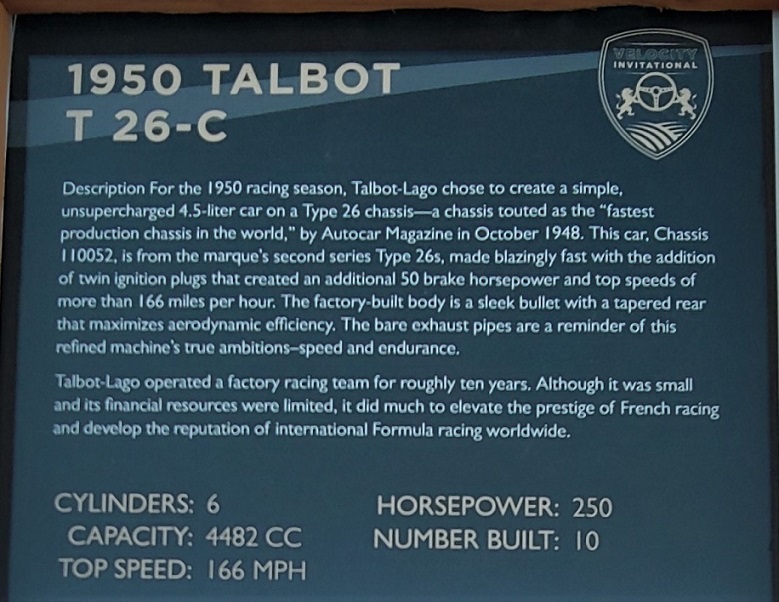 1950 TALBOT
T 26-C
VELOCITY
INVITATIONAL
Description For the 1950 racing season, Talbot-Lago chose to create a simple,
unsupercharged 4.5-liter car on a Type 26 chassis—a chassis touted as the “fastest
production chassis in the world,” by Autocar Magazine in October 1948. This car, Chassis
110052, is from the marque’s second series Type 26s, made blazingly fast with the addition
of twin ignition plugs that created an additional 50 brake horsepower and top speeds of
more than 166 miles per hour. The factory-built body is a sleek bullet with a tapered rear
that maximizes aerodynamic efficiency. The bare exhaust pipes are a reminder of this
refined machine’s true ambitions–speed and endurance.
Talbot-Lago operated a factory racing team for roughly ten years. Although it was small
and its financial resources were limited, it did much to elevate the prestige of French racing
and develop the reputation of international Formula racing worldwide.
CYLINDERS: 6
CAPACITY: 4482 CC
TOP SPEED: 166 MPH
HORSEPOWER: 250
NUMBER BUILT: 10